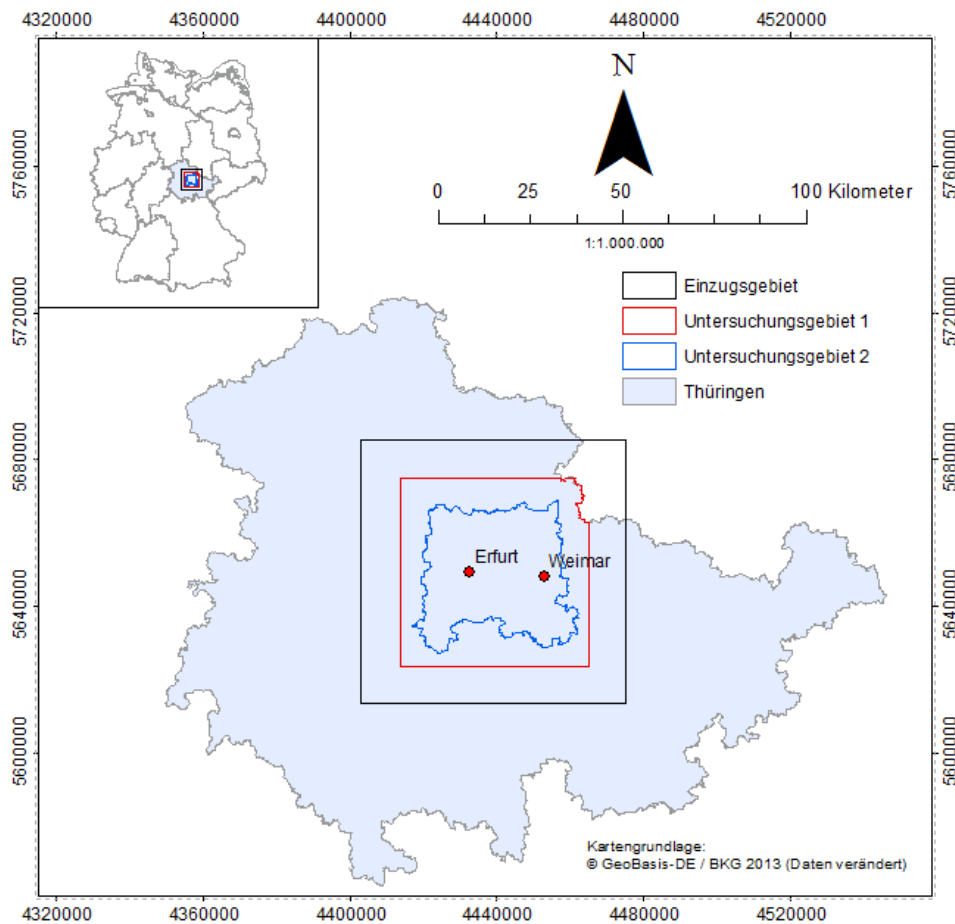 4320000 4360000 4400000 4440000 4480000 4520000
N
0 25 50 100 Kilometer
1:1.000.000
Einzugsgebiet
Untersuchungsgebiet 1
Untersuchungsgebiet 2
Thüringen
5760000 5760000
5720000 5720000
5680000 5680000
Erfurt Weimar
5640000 5640000
5600000 5600000
Kartengrundlage:
© GeoBasis-DE / BKG 2013 (Daten verändert)
4320000 4360000 4400000 4440000 4480000 4520000